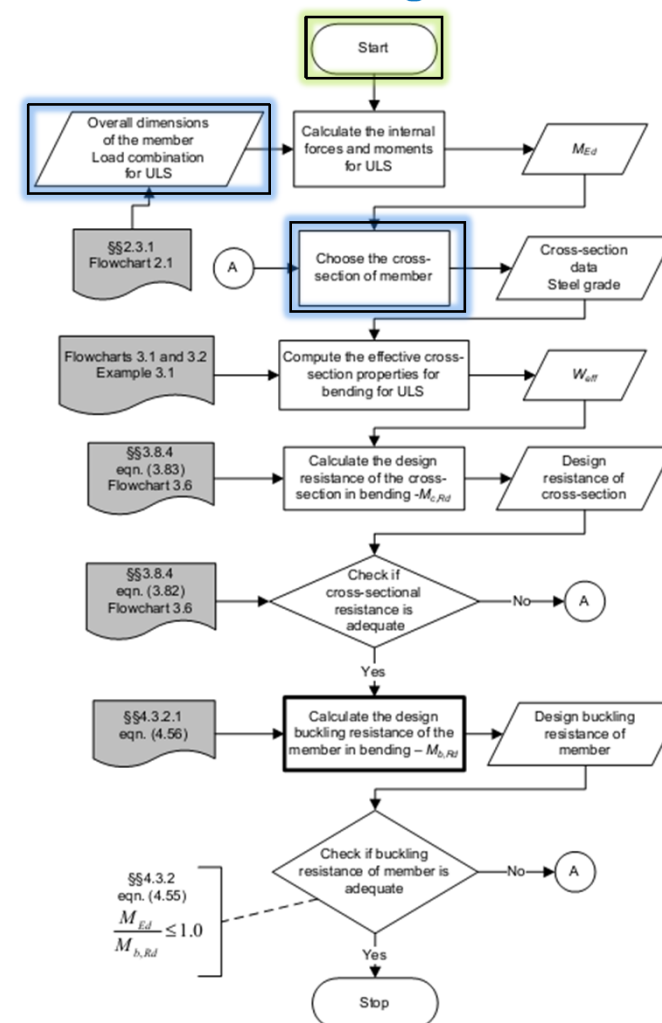 Start
Overall dimensions
of the member
Load combination
for ULS
Calculate the internal
forces and moments
for ULS
M_Ed
§§2.3.1
Flowchart 2.1
A
Choose the cross-
section of member
Cross-section
data
Steel grade
Flowcharts 3.1 and 3.2
Example 3.1
Compute the effective cross-
section properties for
bending for ULS
W_eff
§§3.8.4
eqn. (3.83)
Flowchart 3.6
Calculate the design
resistance of the cross-
section in bending -M_c,Rd
Design
resistance of
cross-section
§§3.8.4
eqn. (3.82)
Flowchart 3.6
Check if
cross-sectional
resistance is
adequate
No
A
Yes
§§4.3.2.1
eqn. (4.56)
Calculate the design
buckling resistance of the
member in bending – M_b,Rd
Design buckling
resistance of
member
§§4.3.2
eqn. (4.55)
M_Ed / M_b,Rd ≤ 1.0
Check if buckling
resistance of member is
adequate
No
A
Yes
Stop